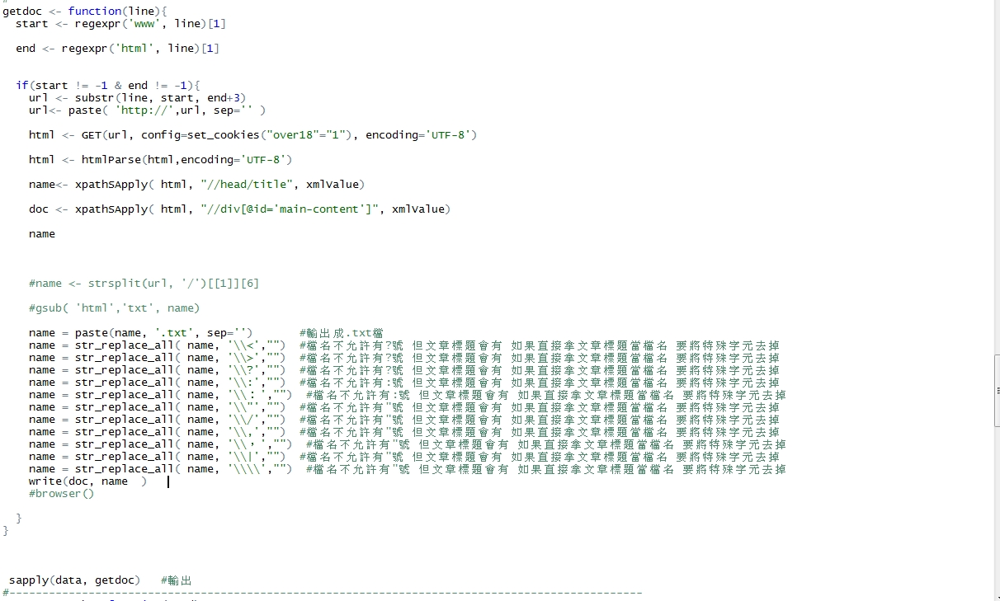 getdoc <- function(line){
  start <- regexpr('www', line)[1]
  end <- regexpr('html', line)[1]
  if(start != -1 & end != -1){
    url <- substr(line, start, end+3)
    url<- paste( 'http://',url, sep='' )
    html <- GET(url, config=set_cookies("over18"="1"), encoding='UTF-8')
    html <- htmlParse(html,encoding='UTF-8')
    name<- xpathSApply( html, "//head/title", xmlValue)
    doc <- xpathSApply( html, "//div[@id='main-content']", xmlValue)
    name
    #name <- strsplit(url, '/')[[1]][6]
    #gsub( 'html','txt', name)
    name = paste(name, '.txt', sep='')       #輸出成.txt檔
    name = str_replace_all( name, '\\<',"")  #檔名不允許有?號 但文章標題會有 如果直接拿文章標題當檔名 要將特殊字元去掉
    name = str_replace_all( name, '\\>',"")  #檔名不允許有?號 但文章標題會有 如果直接拿文章標題當檔名 要將特殊字元去掉
    name = str_replace_all( name, '\\?',"")  #檔名不允許有?號 但文章標題會有 如果直接拿文章標題當檔名 要將特殊字元去掉
    name = str_replace_all( name, '\\:',"")  #檔名不允許有:號 但文章標題會有 如果直接拿文章標題當檔名 要將特殊字元去掉
    name = str_replace_all( name, '\\：',"")  #檔名不允許有:號 但文章標題會有 如果直接拿文章標題當檔名 要將特殊字元去掉
    name = str_replace_all( name, '\\"',"")  #檔名不允許有"號 但文章標題會有 如果直接拿文章標題當檔名 要將特殊字元去掉
    name = str_replace_all( name, '\\/',"")  #檔名不允許有"號 但文章標題會有 如果直接拿文章標題當檔名 要將特殊字元去掉
    name = str_replace_all( name, '\\,',"")  #檔名不允許有"號 但文章標題會有 如果直接拿文章標題當檔名 要將特殊字元去掉
    name = str_replace_all( name, '\\，',"")  #檔名不允許有"號 但文章標題會有 如果直接拿文章標題當檔名 要將特殊字元去掉
    name = str_replace_all( name, '\\|',"")  #檔名不允許有"號 但文章標題會有 如果直接拿文章標題當檔名 要將特殊字元去掉
    name = str_replace_all( name, '\\\\',"")  #檔名不允許有"號 但文章標題會有 如果直接拿文章標題當檔名 要將特殊字元去掉
    write(doc, name  )
    #browser()
  }
}
 sapply(data, getdoc)   #輸出
#------------------------------------------------------------------------------------------------